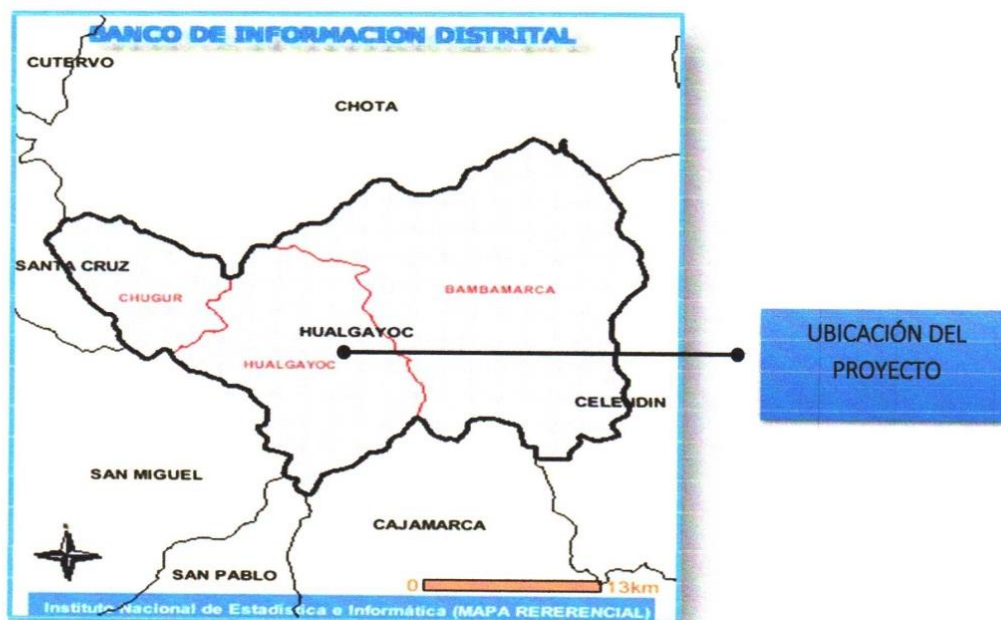 BANCO DE INFORMACION DISTRITAL
CUTERVO
CHOTA
SANTA CRUZ
CHUGUR
BAMBAMARCA
HUALGAYOC
HUALGAYOC
UBICACIÓN DEL
PROYECTO
CELENDIN
SAN MIGUEL
CAJAMARCA
SAN PABLO
0 13km
Instituto Nacional de Estadística e Informática (MAPA RERERENCIAL)